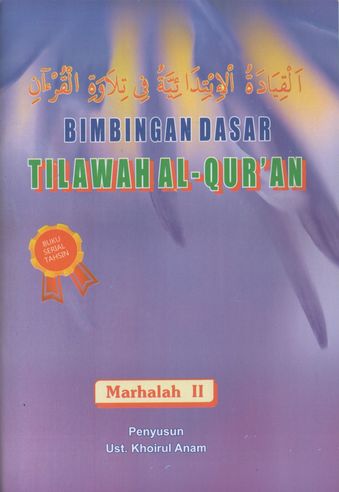 اَلْقِيَادَةُ الْاِبْتِدَائِيَّةُ فِي تِلَاوَةِ الْقُرْءَانِ
BIMBINGAN DASAR
TILAWAH AL-QUR'AN
BUKU
SERIAL
TAHSIN
Marhalah II
Penyusun
Ust. Khoirul Anam